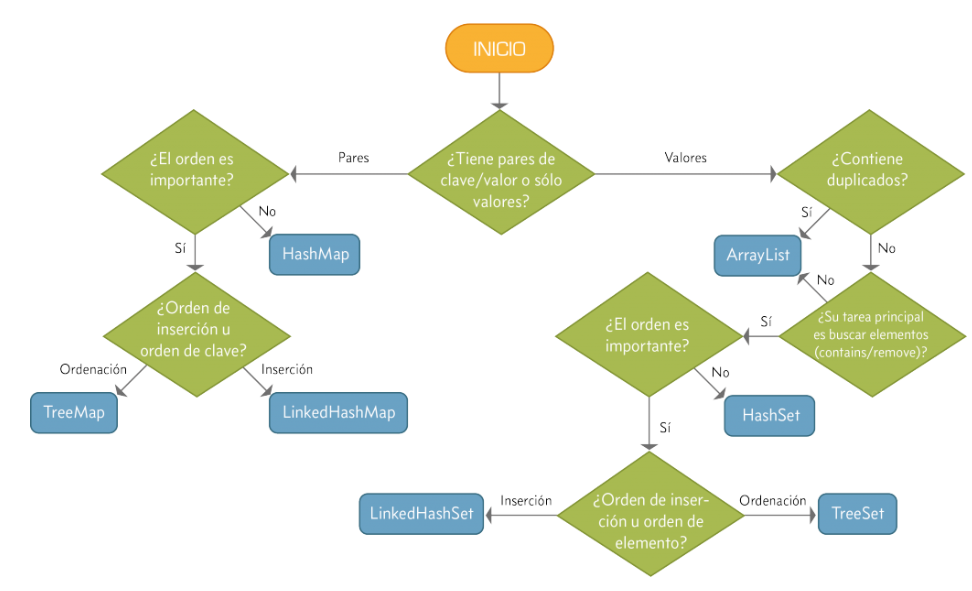 INICIO
¿Tiene pares de
clave/valor o sólo
valores?
Pares
Valores
¿El orden es
importante?
No
HashMap
Sí
¿Orden de
inserción u
orden de clave?
Ordenación
Inserción
TreeMap
LinkedHashMap
¿Contiene
duplicados?
Sí
ArrayList
No
No
¿Su tarea principal
es buscar elementos
(contains/remove)?
Sí
¿El orden es
importante?
No
HashSet
Sí
¿Orden de inser-
ción u orden de
elemento?
Inserción
LinkedHashSet
Ordenación
TreeSet